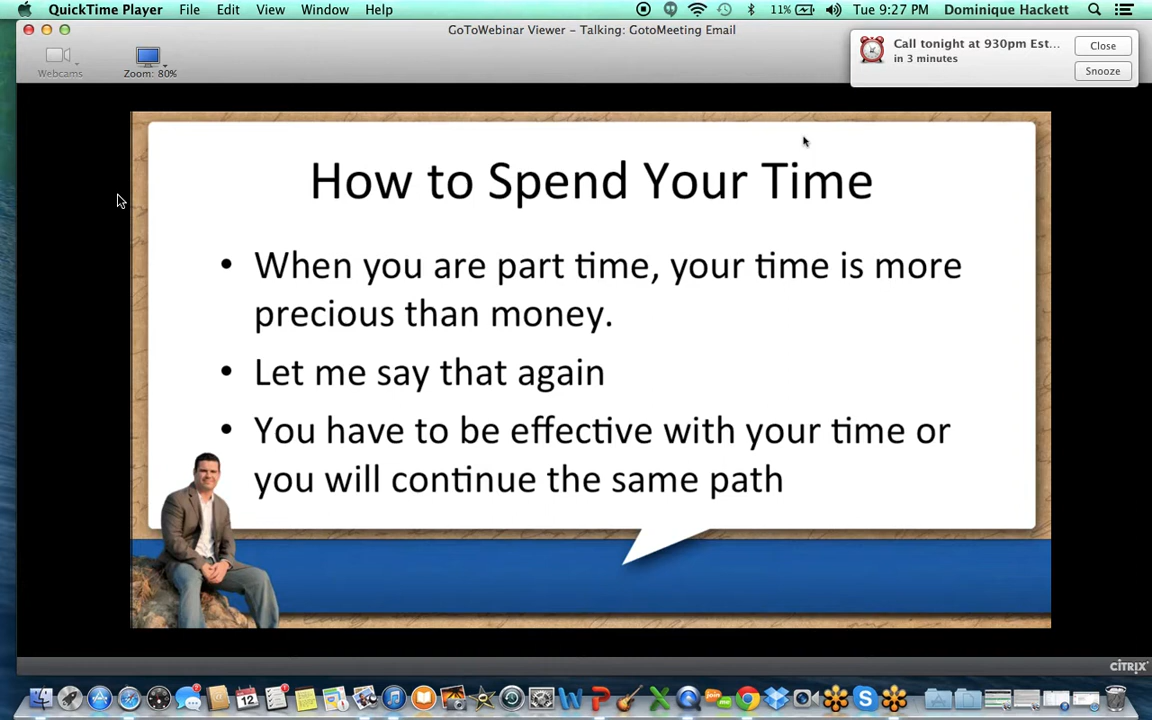 QuickTime Player File Edit View Window Help 11% Tue 9:27 PM Dominique Hackett
GoToWebinar Viewer – Talking: GotoMeeting Email
Webcams
Zoom: 80%
Call tonight at 930pm Est...
in 3 minutes
Close
Snooze
How to Spend Your Time
• When you are part time, your time is more
precious than money.
• Let me say that again
• You have to be effective with your time or
you will continue the same path
CITRIX